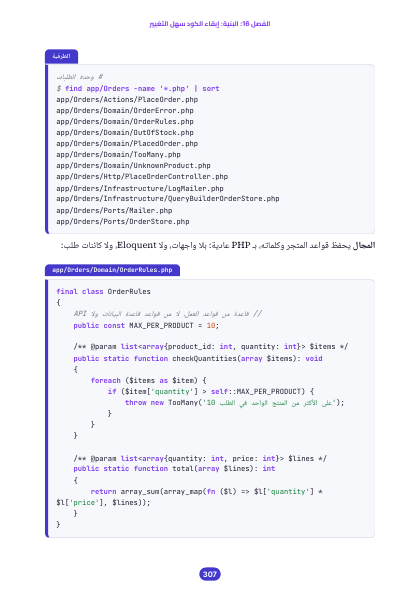 الفصل 16: البنية: إبقاء الكود سهل التغيير
الطرفية
# وحدة الطلبات
$ find app/Orders -name '*.php' | sort
app/Orders/Actions/PlaceOrder.php
app/Orders/Domain/OrderError.php
app/Orders/Domain/OrderRules.php
app/Orders/Domain/OutOfStock.php
app/Orders/Domain/PlacedOrder.php
app/Orders/Domain/TooMany.php
app/Orders/Domain/UnknownProduct.php
app/Orders/Http/PlaceOrderController.php
app/Orders/Infrastructure/LogMailer.php
app/Orders/Infrastructure/QueryBuilderOrderStore.php
app/Orders/Ports/Mailer.php
app/Orders/Ports/OrderStore.php
المجال يحفظ قواعد المتجر وكلماته، بـ PHP عادية: بلا واجهات، ولا Eloquent، ولا كائنات طلب:
app/Orders/Domain/OrderRules.php
final class OrderRules
{
    // قاعدة من قواعد العمل، لا من قواعد قاعدة البيانات ولا API
    public const MAX_PER_PRODUCT = 10;

    /** @param list<array{product_id: int, quantity: int}> $items */
    public static function checkQuantities(array $items): void
    {
        foreach ($items as $item) {
            if ($item['quantity'] > self::MAX_PER_PRODUCT) {
                throw new TooMany('على الأكثر من المنتج الواحد في الطلب 10');
            }
        }
    }

    /** @param list<array{quantity: int, price: int}> $lines */
    public static function total(array $lines): int
    {
        return array_sum(array_map(fn ($l) => $l['quantity'] *
$l['price'], $lines));
    }
}
307